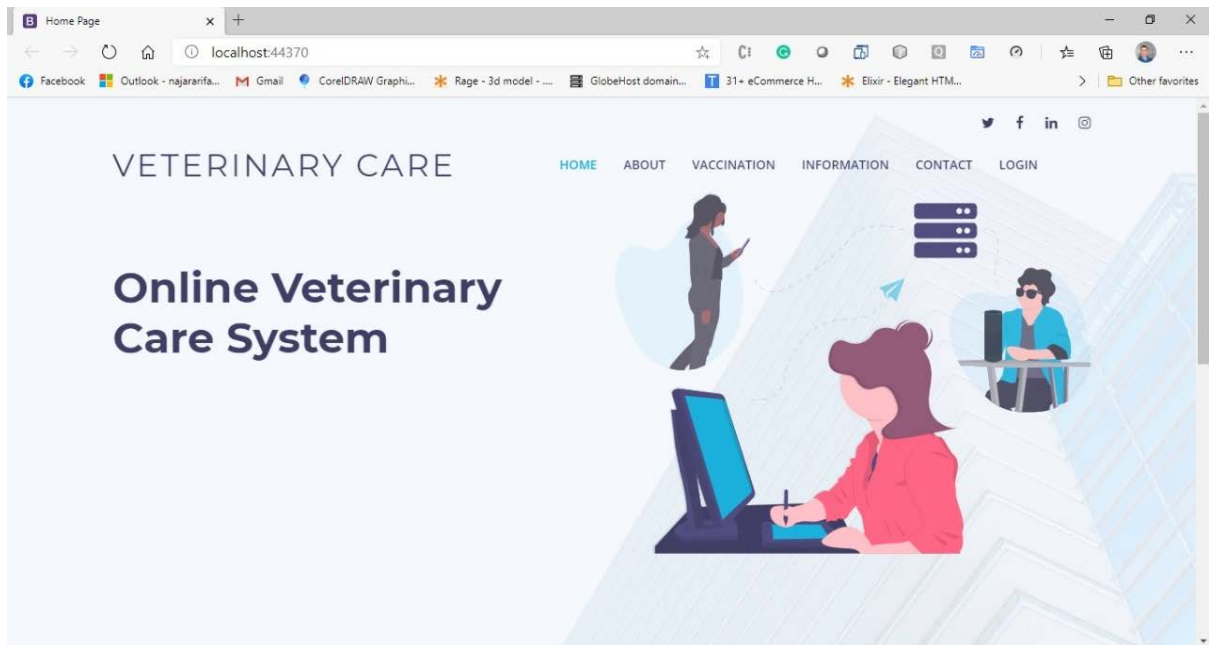 Home Page
localhost:44370
Facebook Outlook - najararifa... Gmail CorelDRAW Graphi... Rage - 3d model - .... GlobeHost domain... 31+ eCommerce H... Elixir - Elegant HTM... Other favorites
VETERINARY CARE
HOME ABOUT VACCINATION INFORMATION CONTACT LOGIN
Online Veterinary
Care System